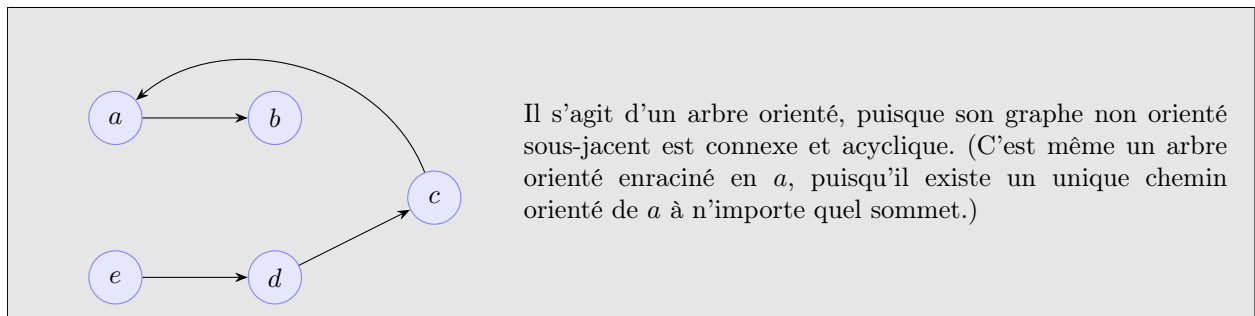 a
b
c
e
d
Il s'agit d'un arbre orienté, puisque son graphe non orienté
sous-jacent est connexe et acyclique. (C'est même un arbre
orienté enraciné en a, puisqu'il existe un unique chemin
orienté de a à n'importe quel sommet.)